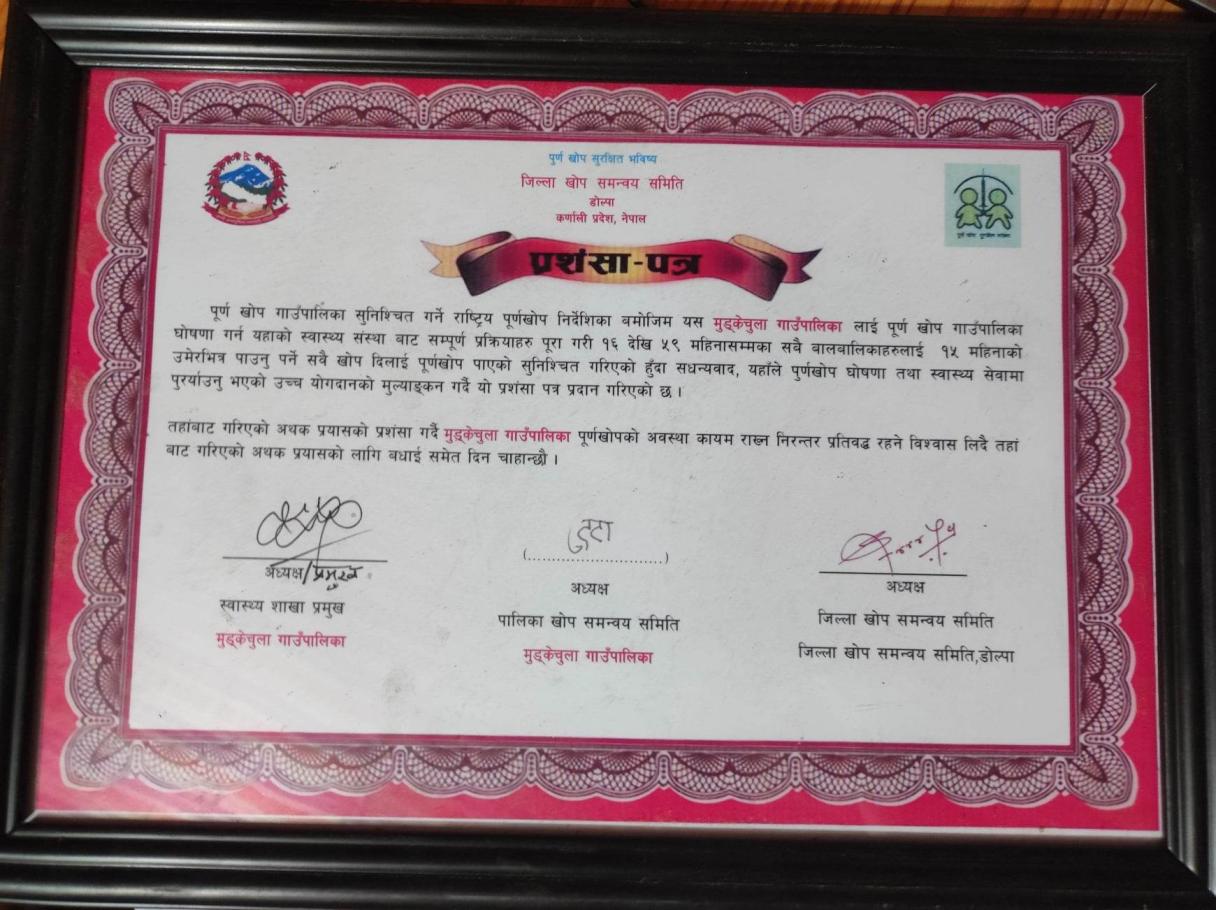 पुर्ण खोप सुरक्षित भबिष्य
जिल्ला खोप समन्वय समिति
डोल्पा
कर्णाली प्रदेश, नेपाल
प्रशंसा-पत्र
पूर्ण खोप गाउँपालिका सुनिश्चित गर्ने राष्ट्रिय पूर्णखोप निर्देशिका बमोजिम यस मुड्केचुला गाउँपालिका लाई पूर्ण खोप गाउँपालिका
घोषणा गर्न यहाको स्वास्थ्य संस्था बाट सम्पूर्ण प्रक्रियाहरु पूरा गरी १६ देखि ५९ महिनासम्मका सबै बालबालिकाहरुलाई १५ महिनाको
उमेरभित्र पाउनु पर्ने सबै खोप दिलाई पूर्णखोप पाएको सुनिश्चित गरिएको हुँदा सधन्यवाद, यहाँले पुर्णखोप घोषणा तथा स्वास्थ्य सेवामा
पुरर्याउनु भएको उच्च योगदानको मुल्याङ्कन गर्दै यो प्रशंसा पत्र प्रदान गरिएको छ ।
तहांबाट गरिएको अथक प्रयासको प्रशंसा गर्दै मुड्केचुला गाउँपालिका पूर्णखोपको अवस्था कायम राख्न निरन्तर प्रतिवद्ध रहने विश्वास लिदै तहां
बाट गरिएको अथक प्रयासको लागि बधाई समेत दिन चाहान्छौ ।
(........................)
अध्यक्ष/प्रमुख
अध्यक्ष
अध्यक्ष
स्वास्थ्य शाखा प्रमुख
पालिका खोप समन्वय समिति
जिल्ला खोप समन्वय समिति
मुड्केचुला गाउँपालिका
मुड्केचुला गाउँपालिका
जिल्ला खोप समन्वय समिति,डोल्पा